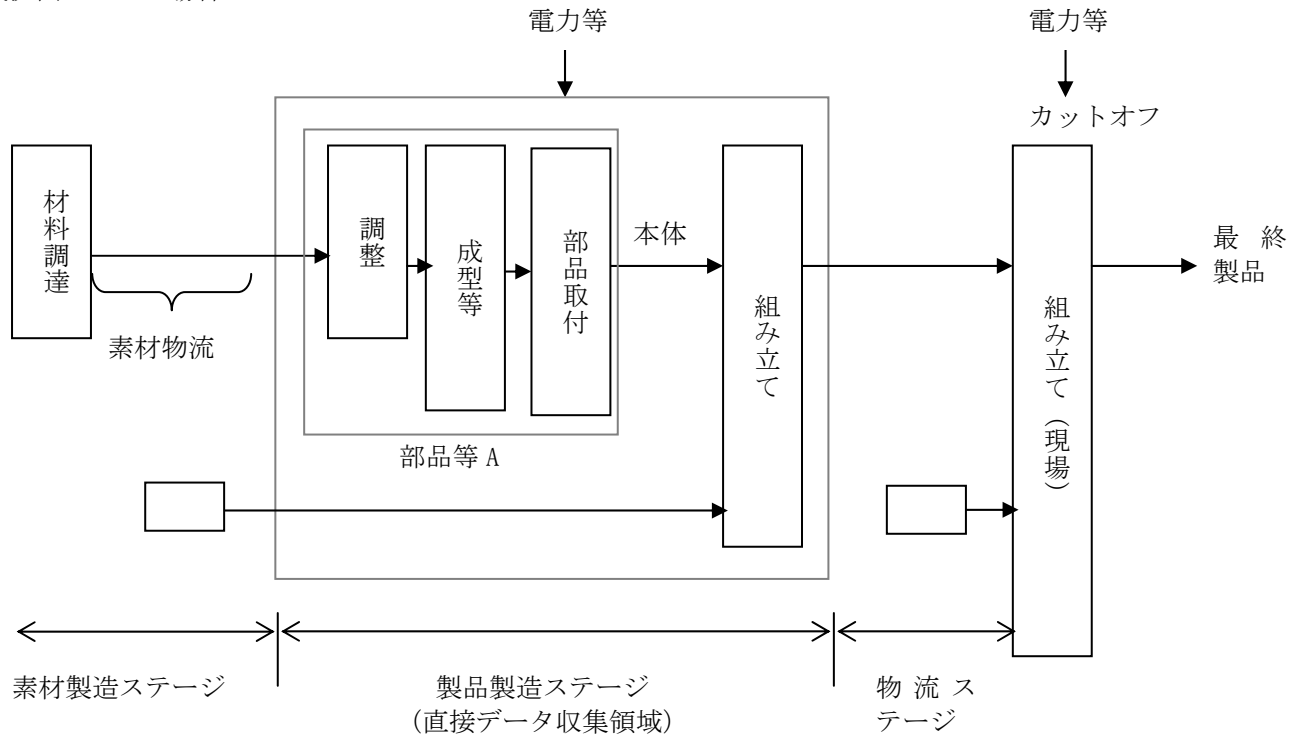 電力等
電力等
カットオフ
材料調達
調整
成型等
部品取付
本体
組み立て
組み立て（現場）
最　終
製品
素材物流
部品等 A
素材製造ステージ
製品製造ステージ
(直接データ収集領域)
物 流 ス
テージ